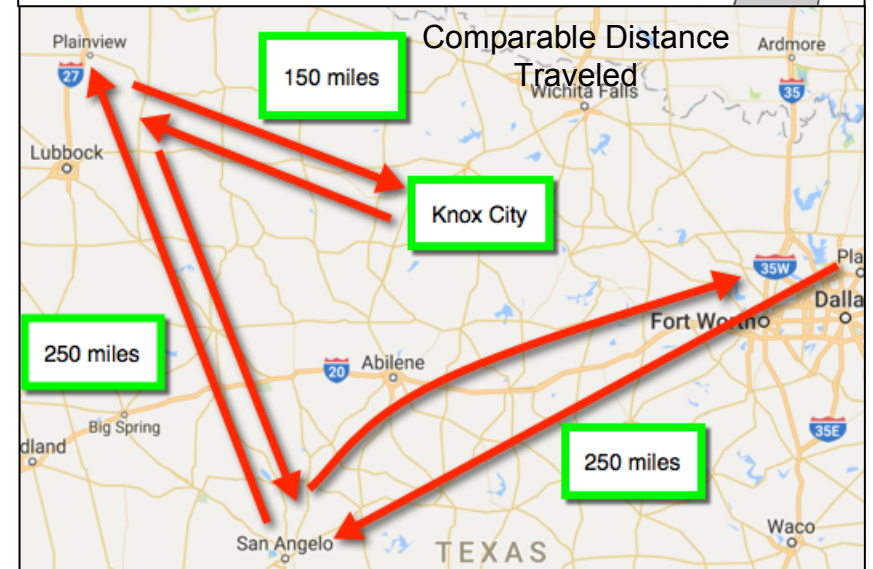 Comparable Distance
Traveled
Plainview
27
150 miles
Ardmore
Wichita Falls
35
Lubbock
Knox City
35W
Pla
Dalla
Fort Worth
250 miles
20
Abilene
Big Spring
dland
35E
250 miles
San Angelo
TEXAS
Waco